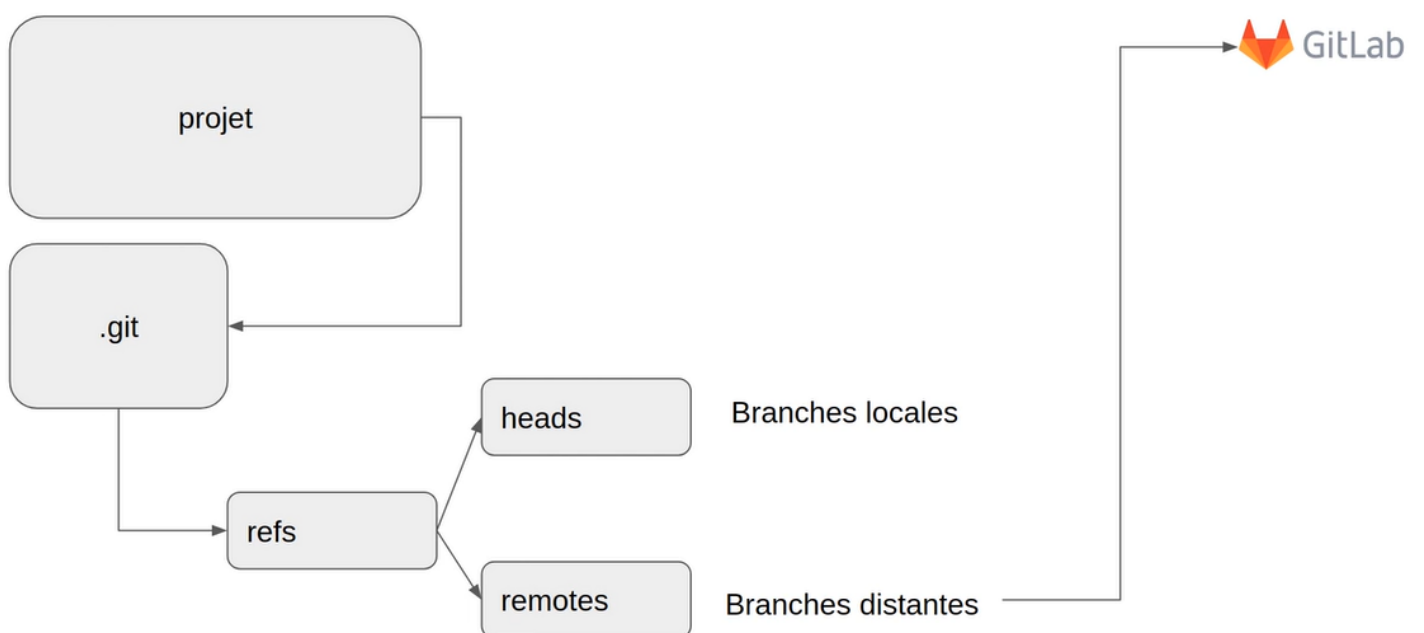 projet
GitLab
.git
heads
Branches locales
refs
remotes
Branches distantes